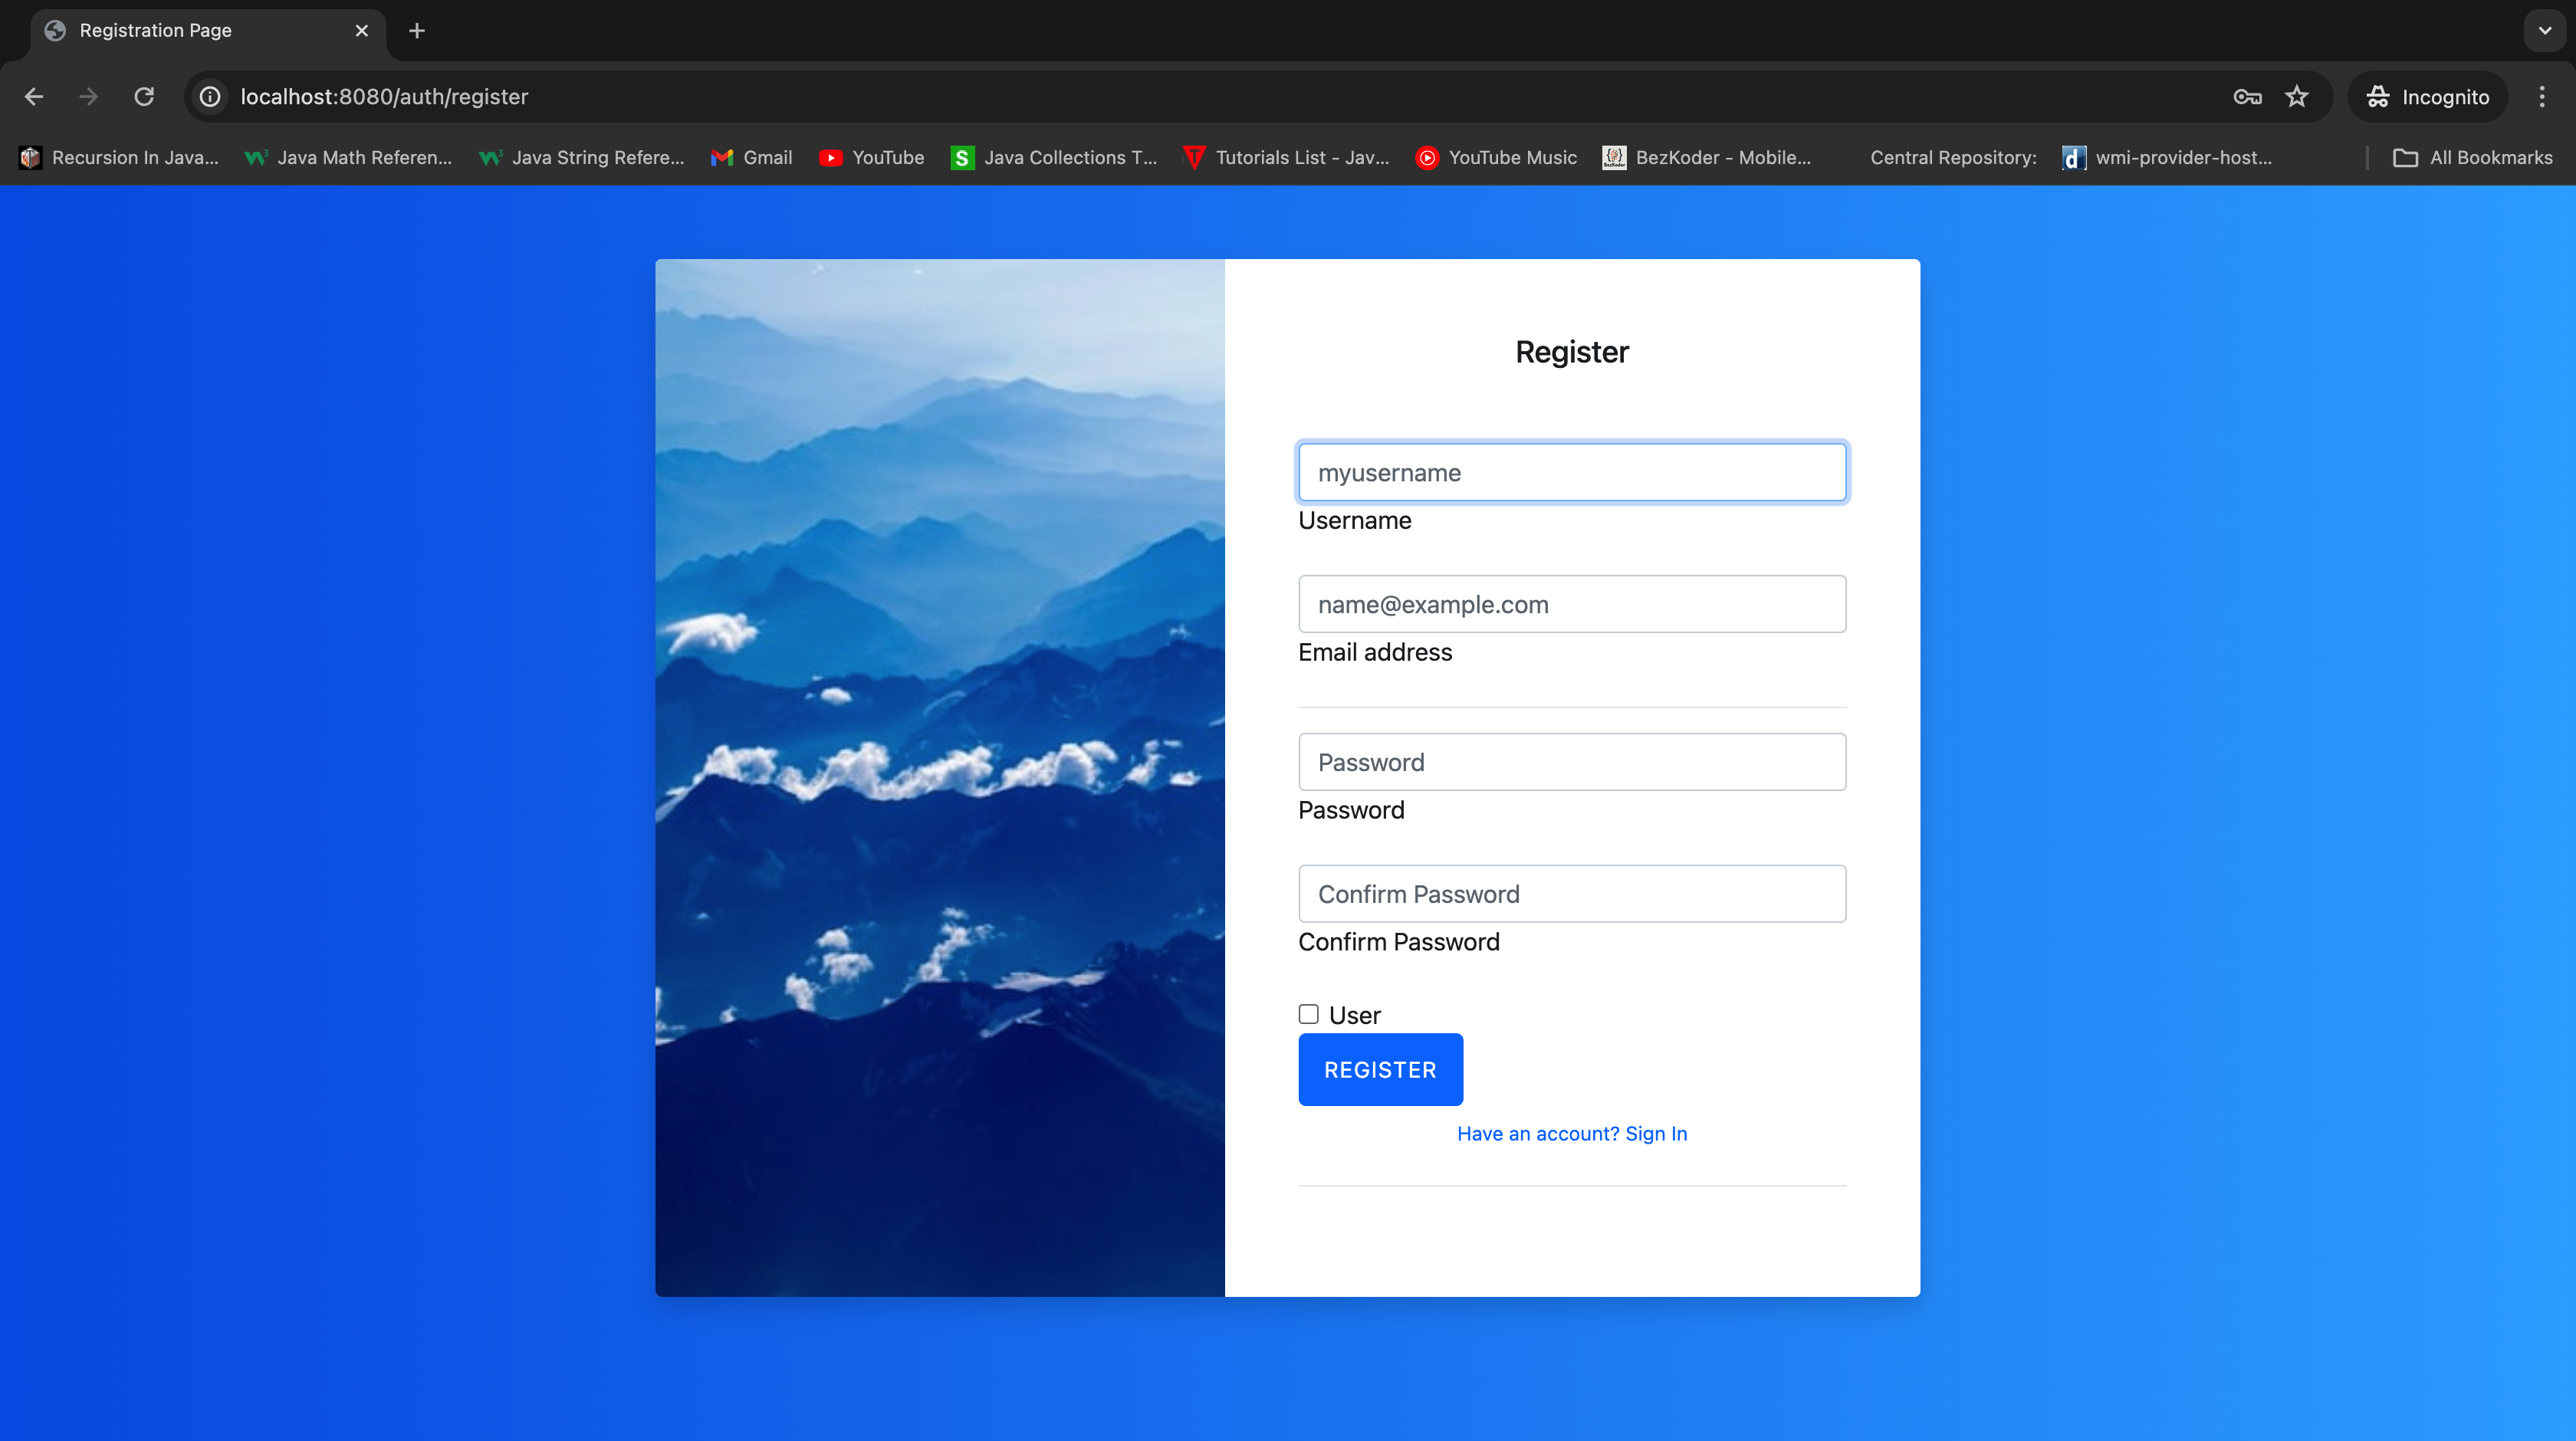 Registration Page
localhost:8080/auth/register
Incognito
Recursion In Java...
Java Math Referen...
Java String Refere...
Gmail
YouTube
Java Collections T...
Tutorials List - Jav...
YouTube Music
BezKoder - Mobile...
Central Repository:
wmi-provider-host...
All Bookmarks
Register
myusername
Username
name@example.com
Email address
Password
Password
Confirm Password
Confirm Password
User
REGISTER
Have an account? Sign In